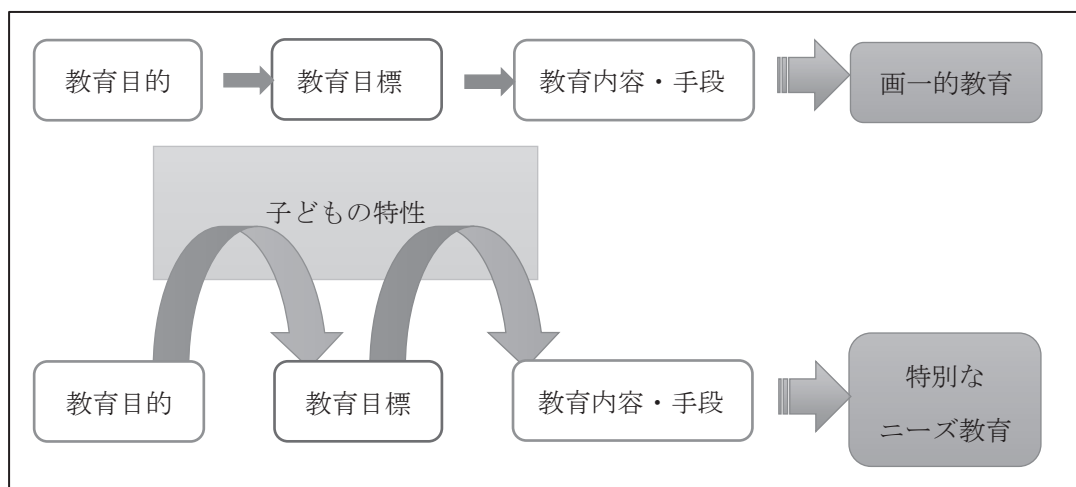 教育目的
教育目標
教育内容・手段
画一的教育
子どもの特性
教育目的
教育目標
教育内容・手段
特別な
ニーズ教育